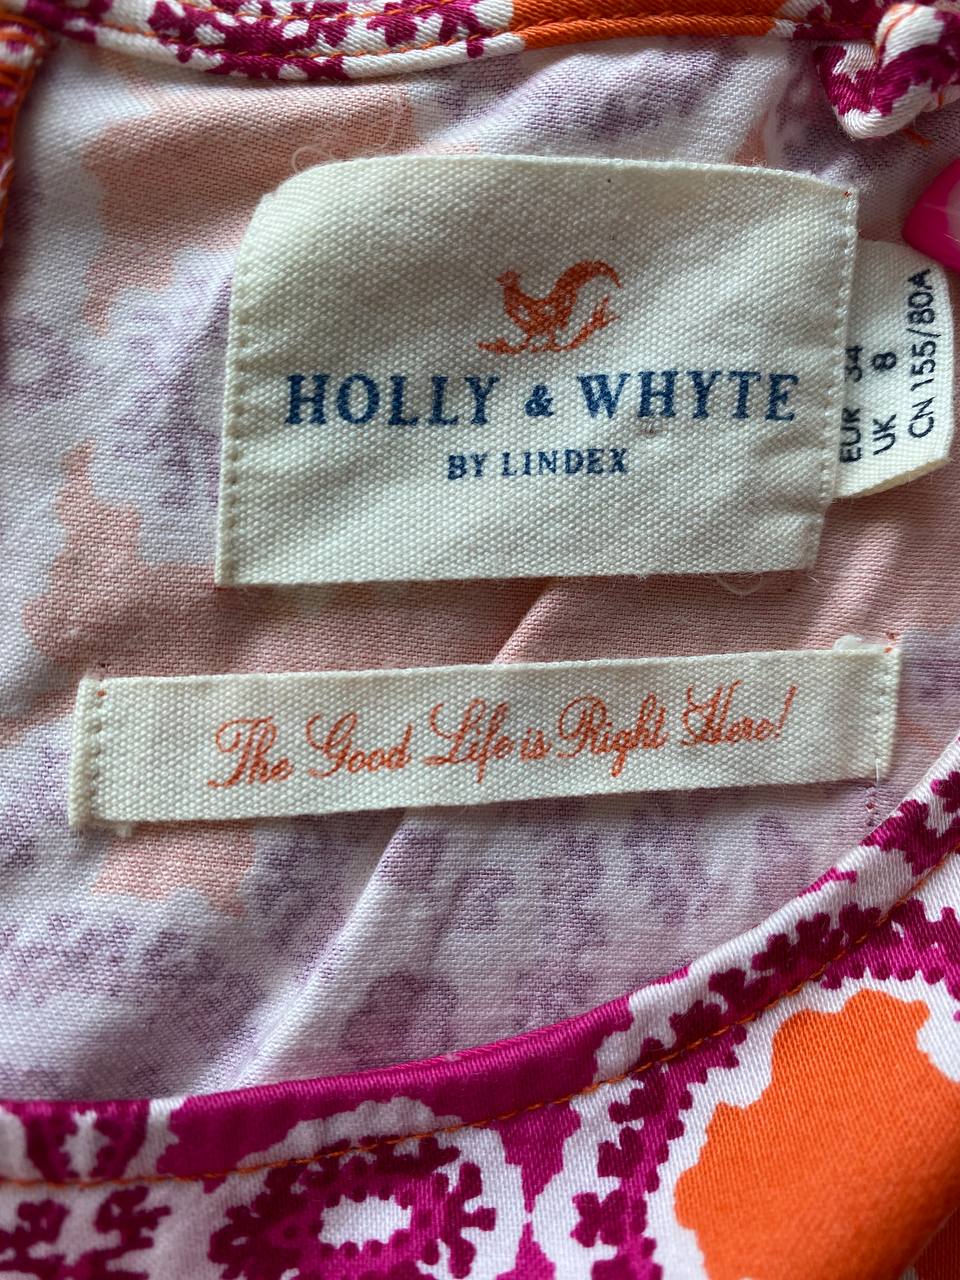 HOLLY & WHYTE
BY LINDEX
EUR 34
UK 8
CN 155/80A
The Good Life is Right Here!